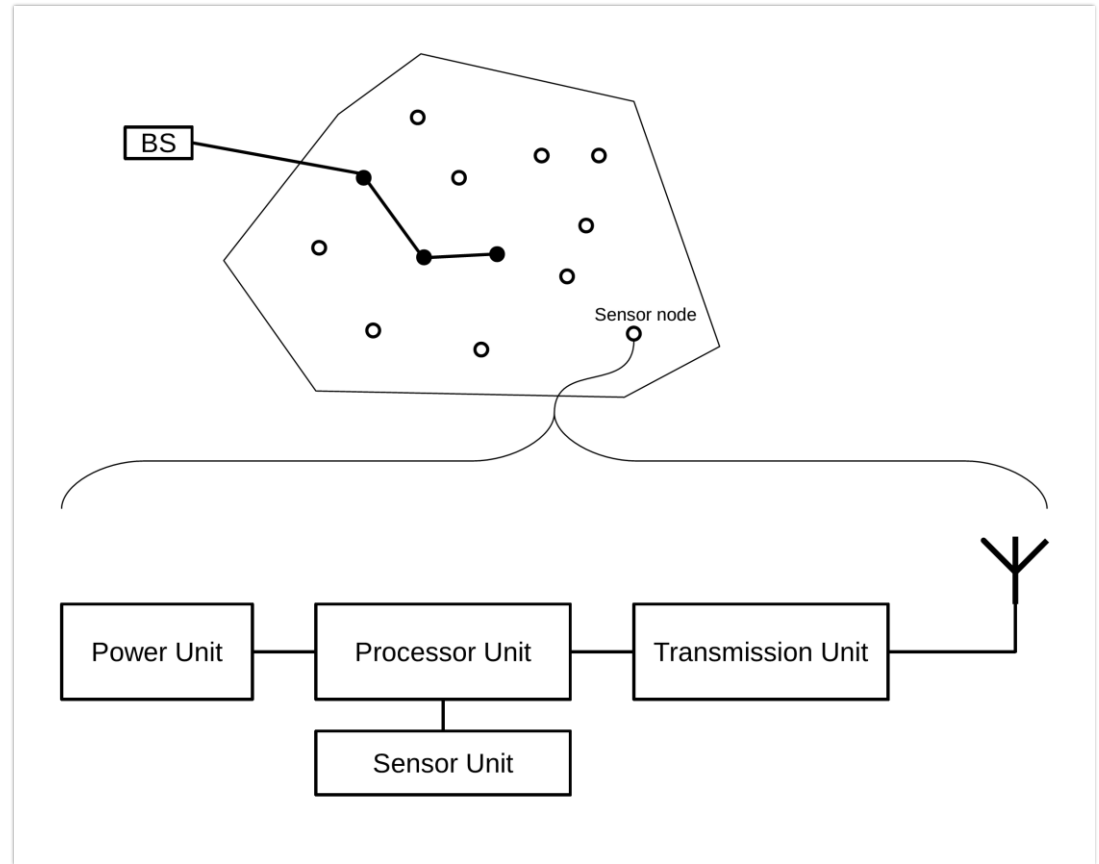 BS
Sensor node
Power Unit
Processor Unit
Transmission Unit
Sensor Unit